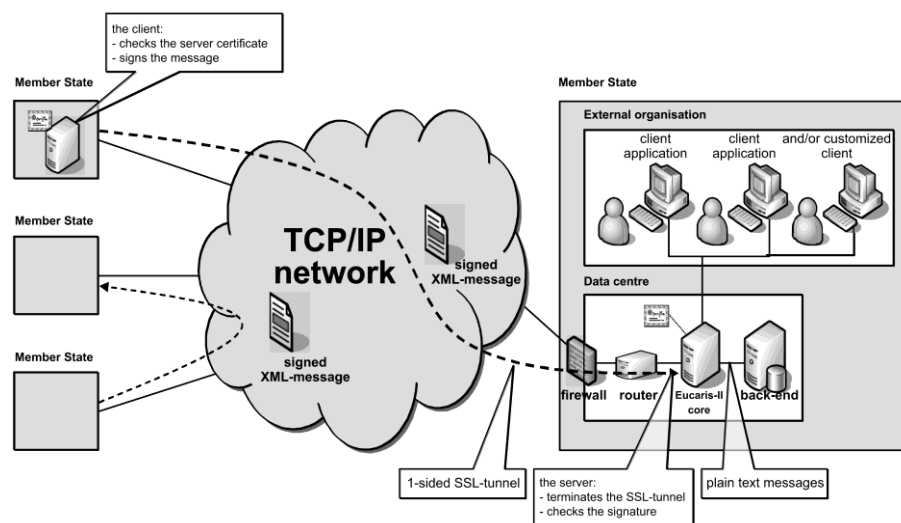 the client:
- checks the server certificate
- signs the message
Member State
Member State
External organisation
client
application
client
application
and/or customized
client
Member State
TCP/IP
network
signed
XML-message
signed
XML-message
Data centre
Member State
firewall
router
Eucaris-II
core
back-end
1-sided SSL-tunnel
the server:
- terminates the SSL-tunnel
- checks the signature
plain text messages